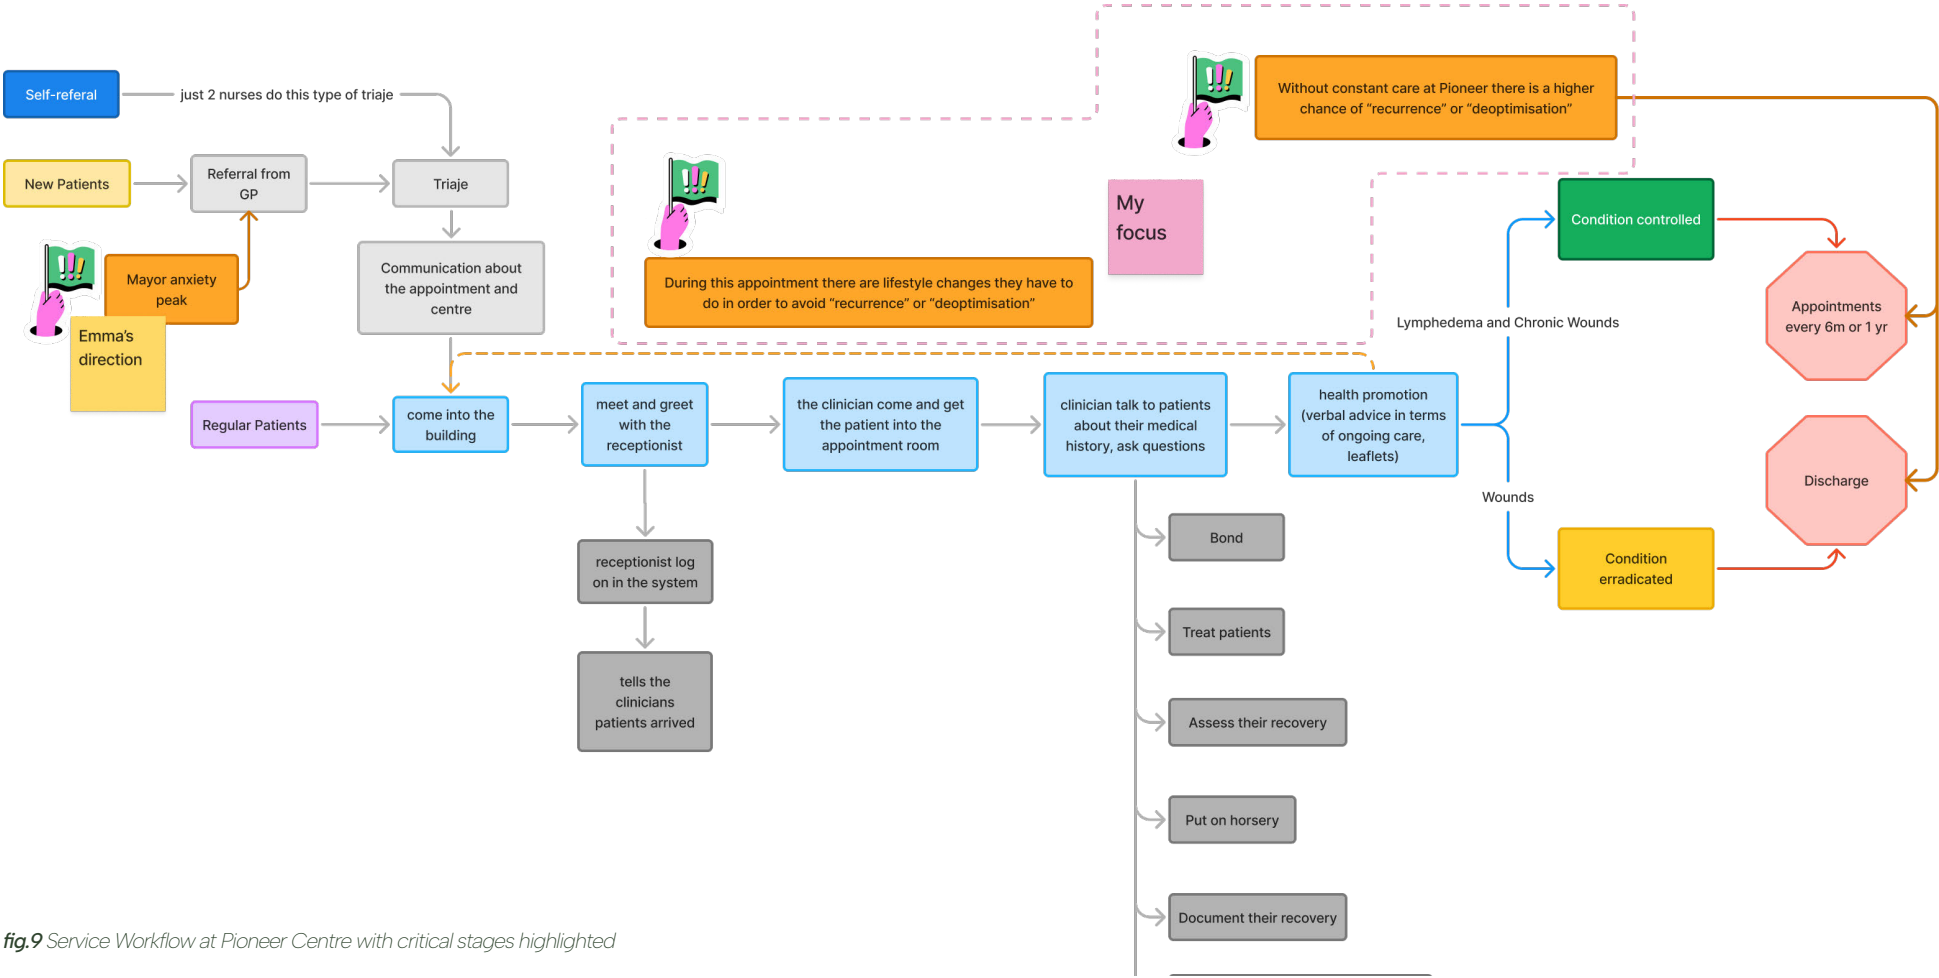 Self-referal
just 2 nurses do this type of triaje
New Patients
Referral from
GP
Triaje
Mayor anxiety
peak
Emma's
direction
Communication about
the appointment and
centre
Without constant care at Pioneer there is a higher
chance of "recurrence" or "deoptimisation"
My
focus
During this appointment there are lifestyle changes they have to
do in order to avoid "recurrence" or "deoptimisation"
Regular Patients
come into the
building
meet and greet
with the
receptionist
the clinician come and get
the patient into the
appointment room
clinician talk to patients
about their medical
history, ask questions
health promotion
(verbal advice in terms
of ongoing care,
leaflets)
Lymphedema and Chronic Wounds
Wounds
Condition controlled
Condition
erradicated
Appointments
every 6m or 1 yr
Discharge
receptionist log
on in the system
tells the
clinicians
patients arrived
Bond
Treat patients
Assess their recovery
Put on horsery
Document their recovery
fig.9 Service Workflow at Pioneer Centre with critical stages highlighted